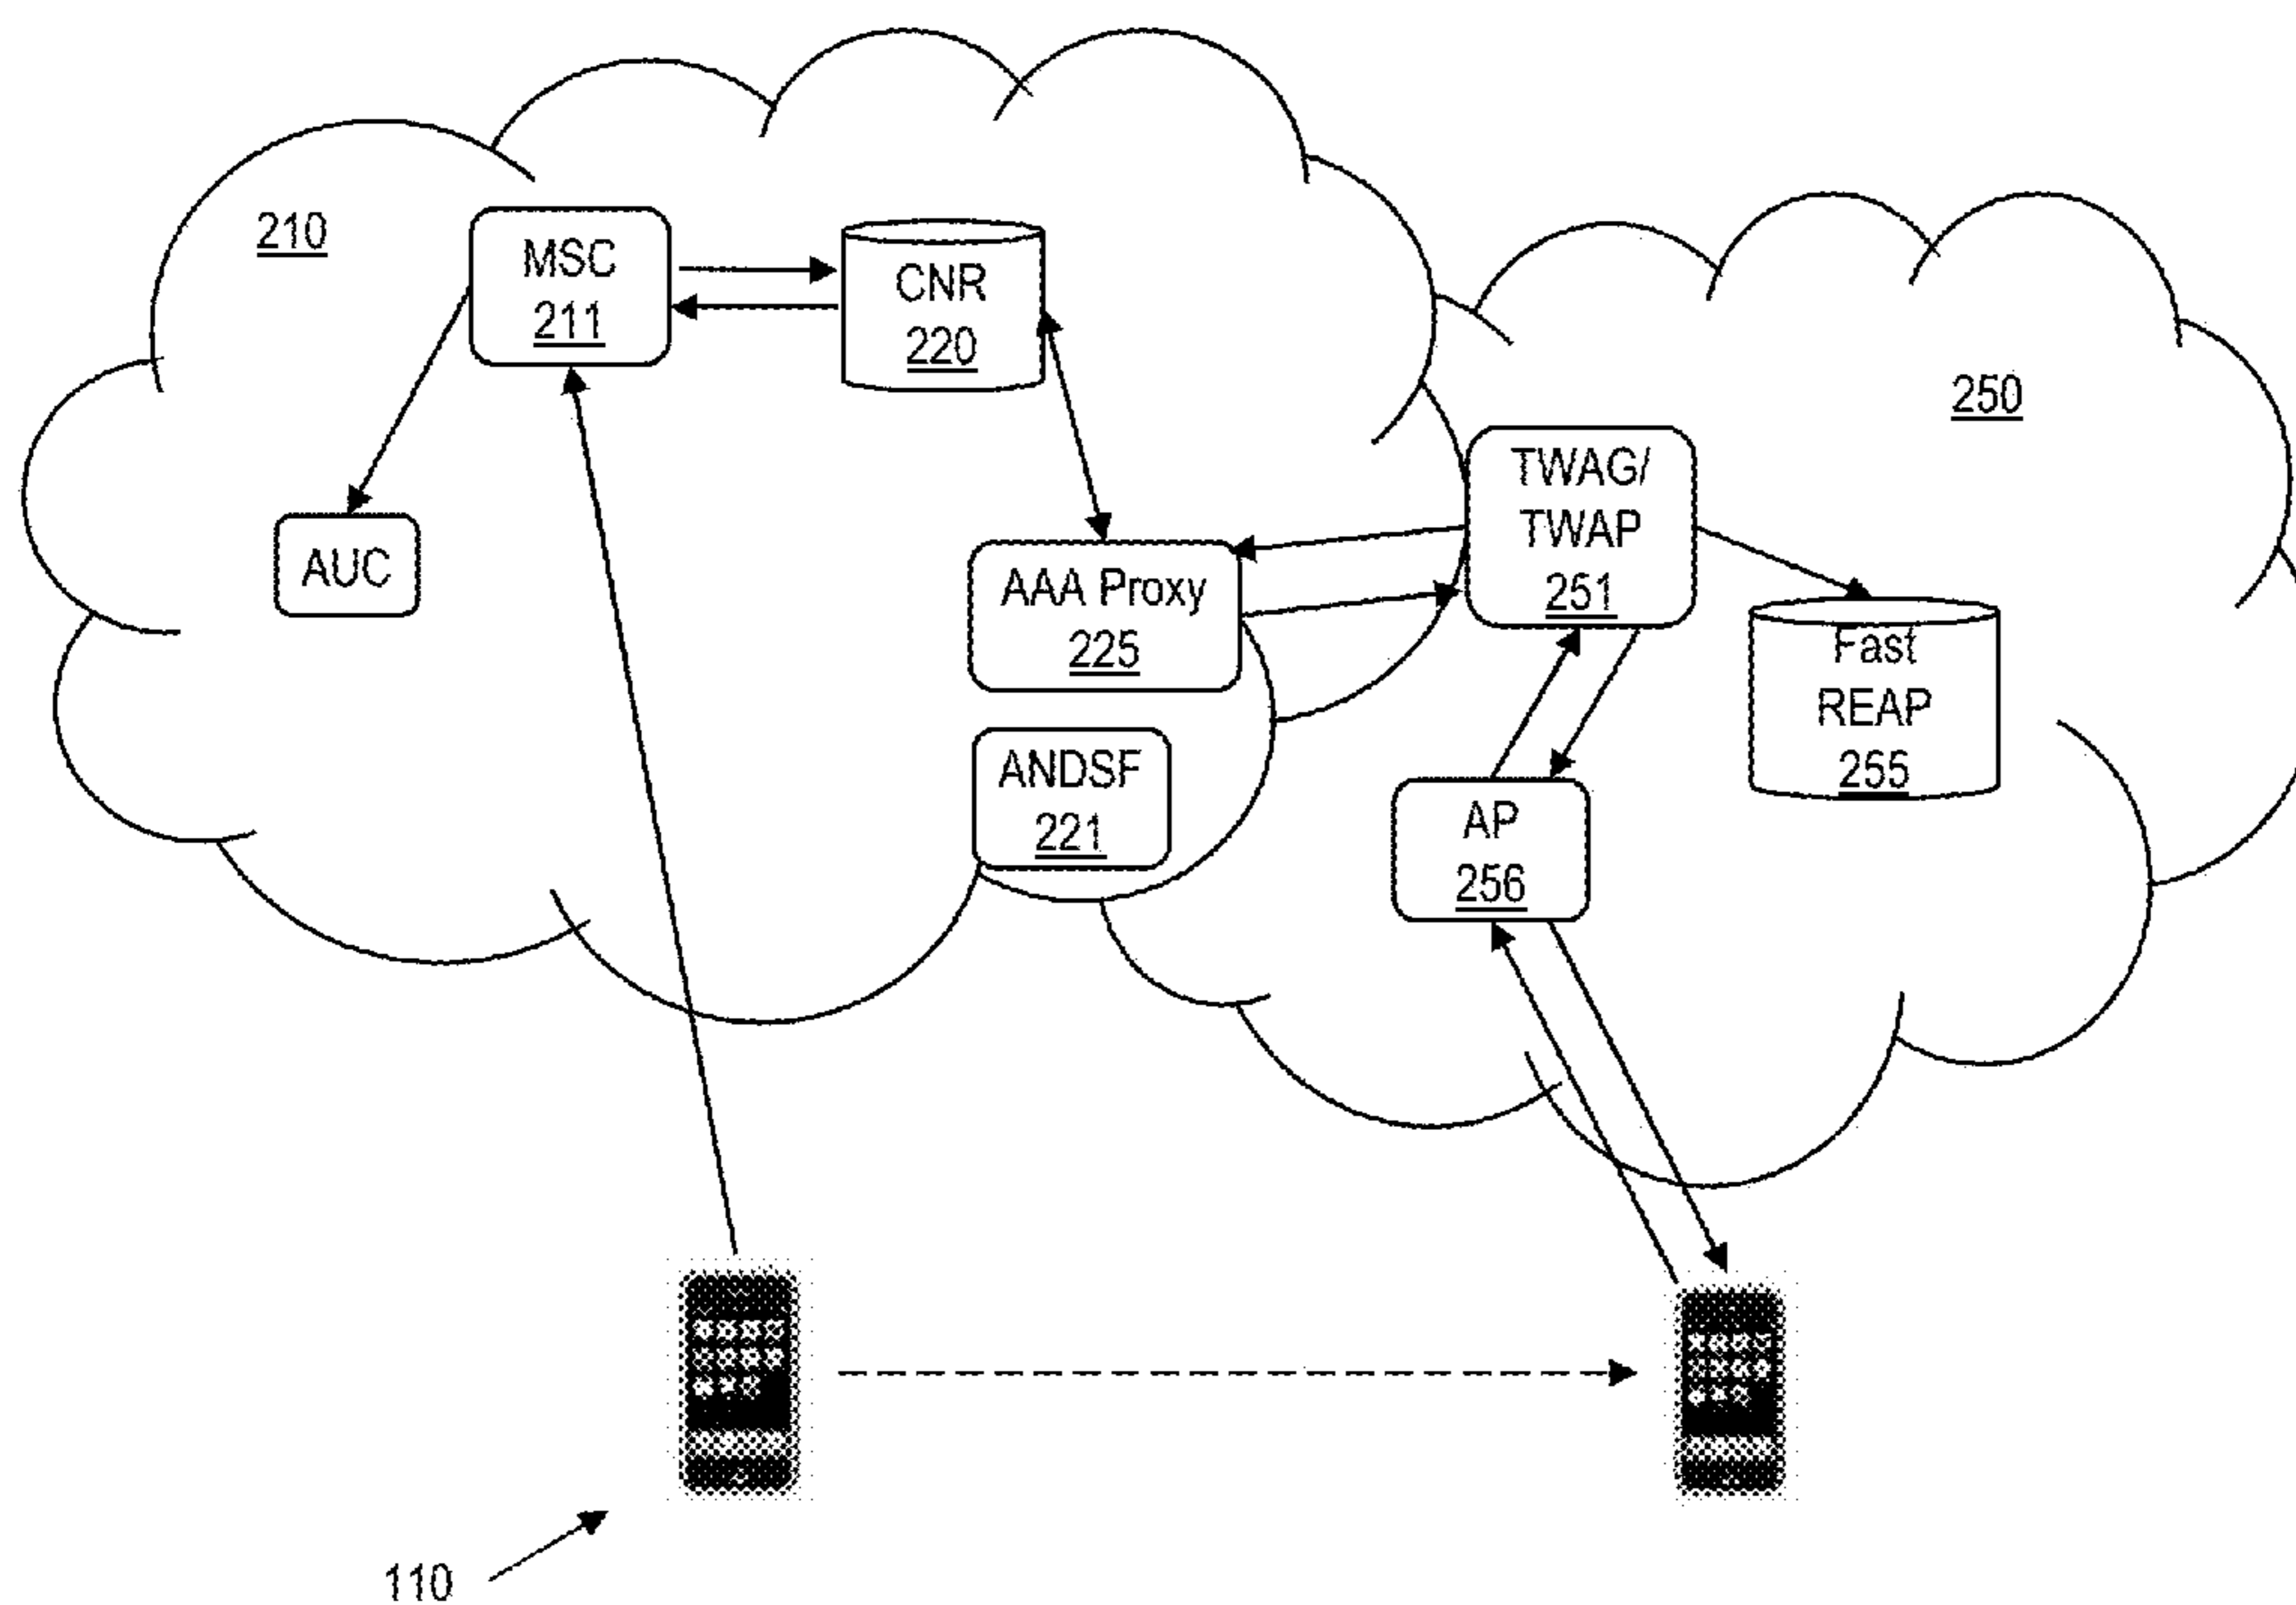 210
MSC
211
CNR
220
250
AUC
TWAG/
TWAP
251
AAA Proxy
225
Fast
REAP
255
ANDSF
221
AP
256
110